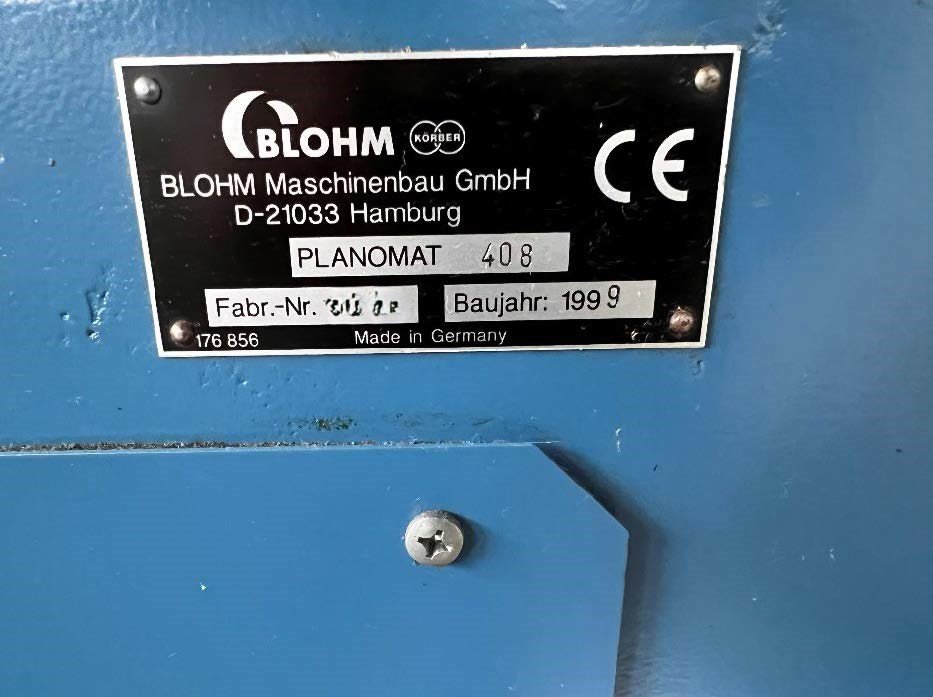 BLOHM KÖRBER
CE
BLOHM Maschinenbau GmbH
D-21033 Hamburg
PLANOMAT 408
Fabr.-Nr.
Baujahr: 1999
176 856 Made in Germany